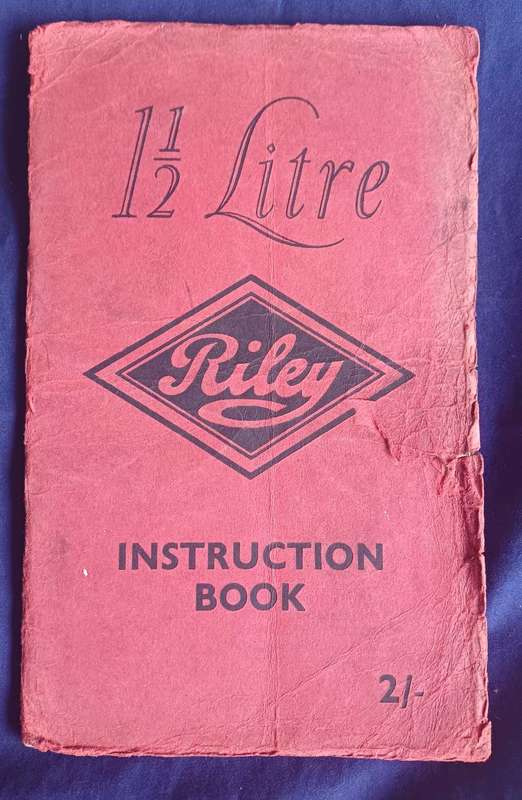 1½ Litre
Riley
INSTRUCTION
BOOK
2/-